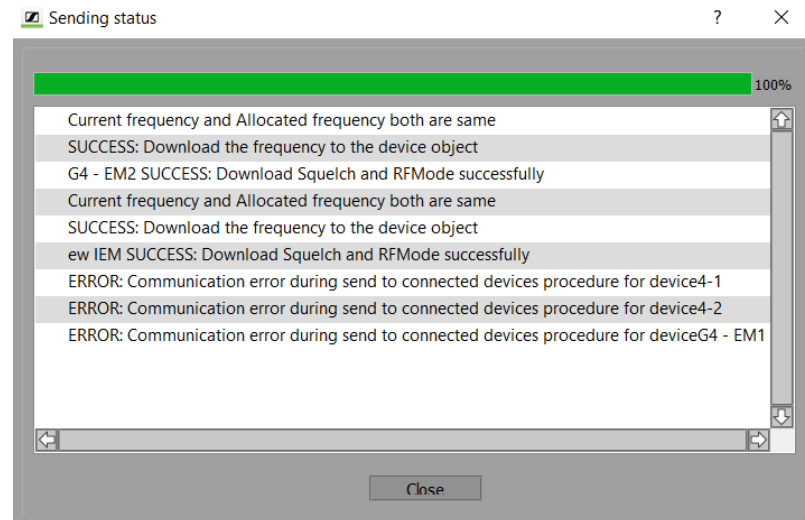 Sending status
?
100%
Current frequency and Allocated frequency both are same
SUCCESS: Download the frequency to the device object
G4 - EM2 SUCCESS: Download Squelch and RFMode successfully
Current frequency and Allocated frequency both are same
SUCCESS: Download the frequency to the device object
ew IEM SUCCESS: Download Squelch and RFMode successfully
ERROR: Communication error during send to connected devices procedure for device4-1
ERROR: Communication error during send to connected devices procedure for device4-2
ERROR: Communication error during send to connected devices procedure for deviceG4 - EM1
Close